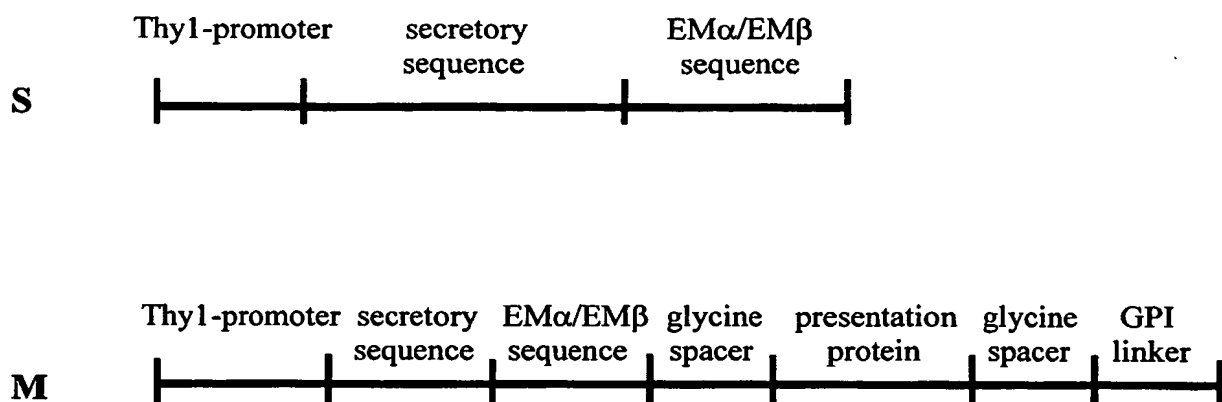 Thy1-promoter secretory EMα/EMβ
sequence sequence
S
Thy1-promoter secretory EMα/EMβ glycine presentation glycine GPI
sequence sequence spacer protein spacer linker
M